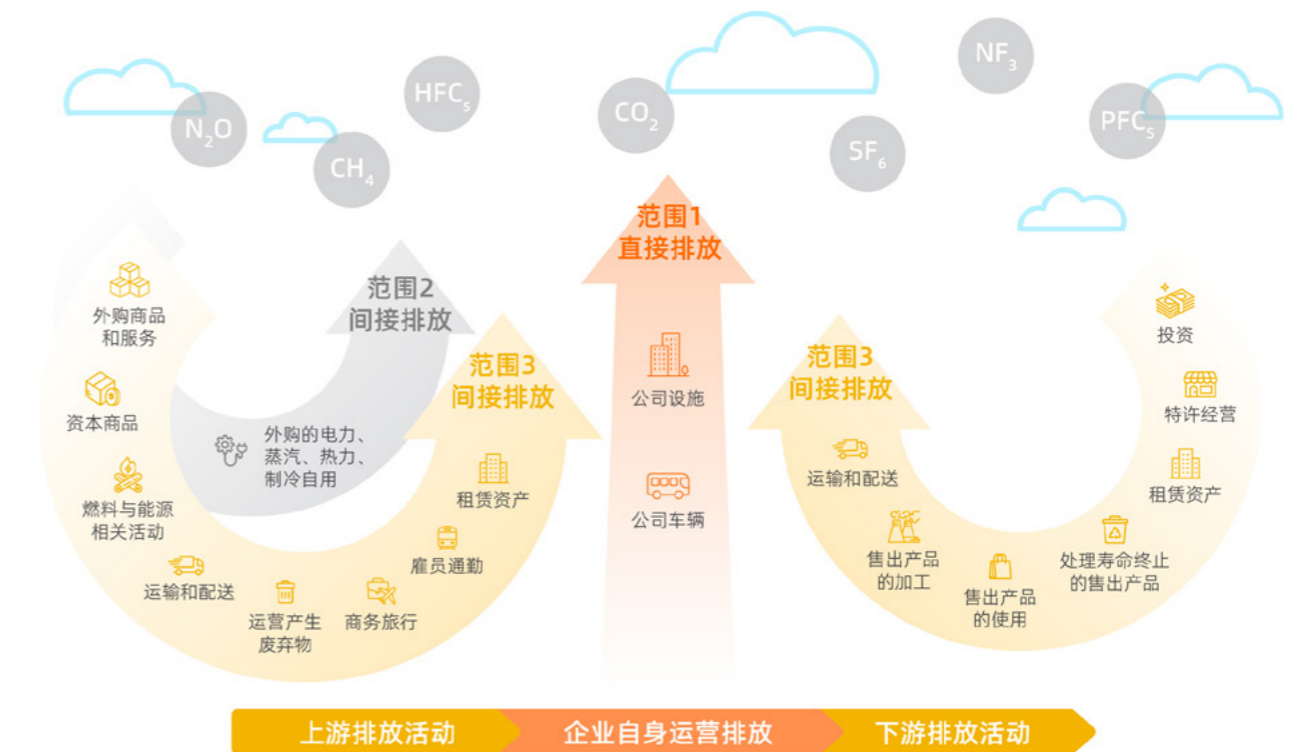 N₂O
CH₄
HFCₛ
CO₂
SF₆
NF₃
PFCₛ
外购商品
和服务
资本商品
燃料与能源
相关活动
运输和配送
运营产生
废弃物
商务旅行
雇员通勤
租赁资产
范围3
间接排放
范围2
间接排放
外购的电力、
蒸汽、热力、
制冷自用
范围1
直接排放
公司设施
公司车辆
范围3
间接排放
运输和配送
售出产品
的加工
售出产品
的使用
处理寿命终止
的售出产品
租赁资产
特许经营
投资
上游排放活动
企业自身运营排放
下游排放活动